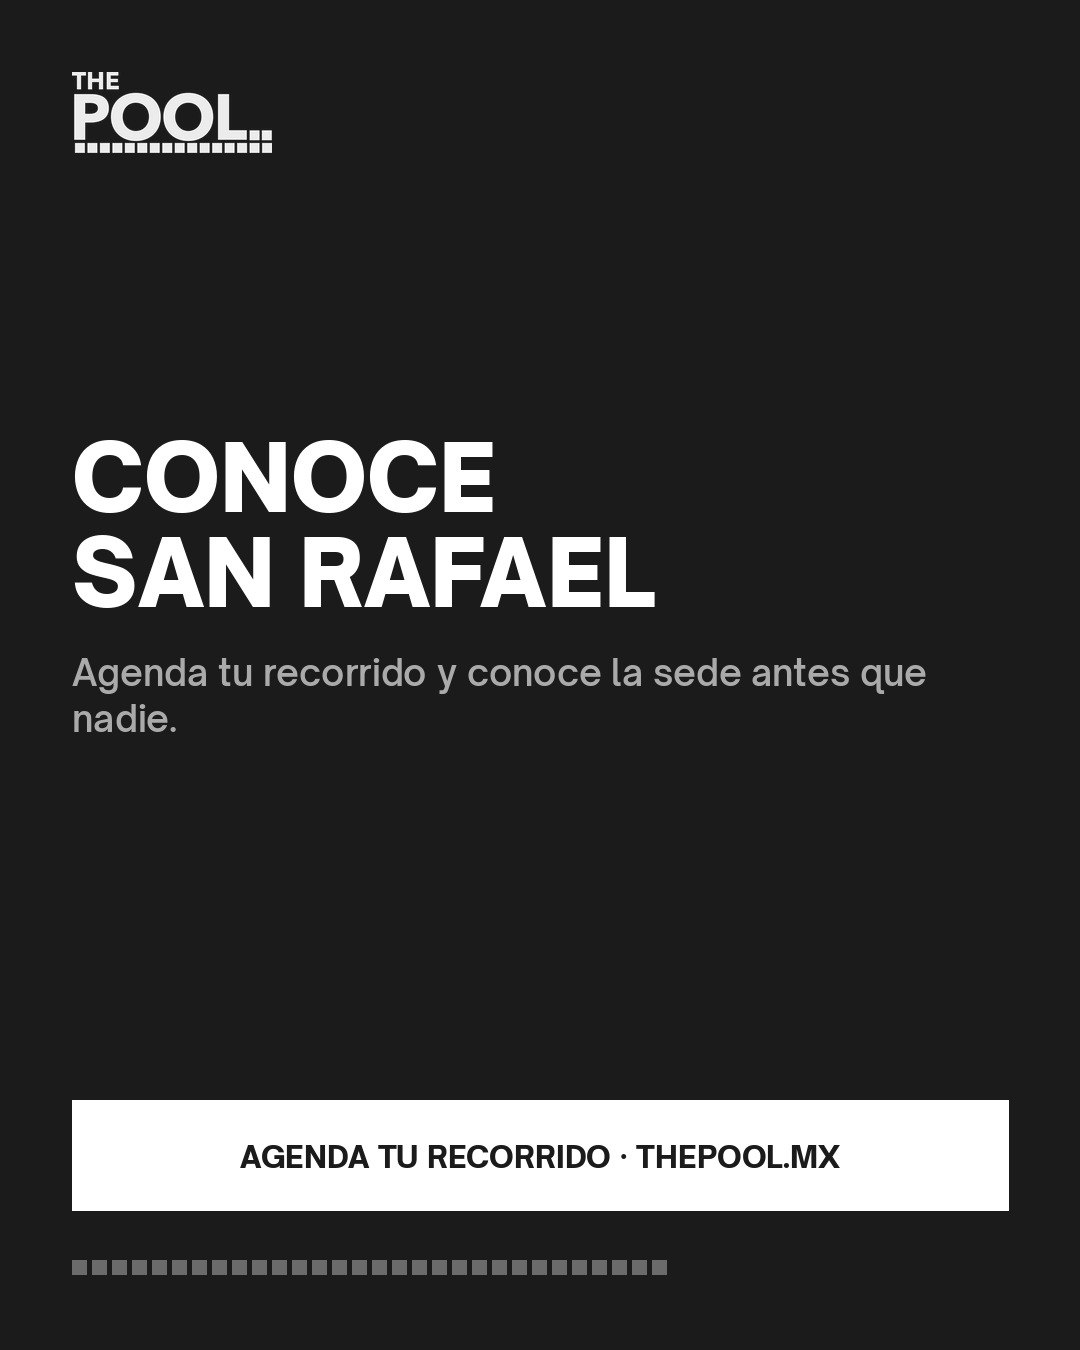 THE
POOL..
CONOCE
SAN RAFAEL
Agenda tu recorrido y conoce la sede antes que
nadie.
AGENDA TU RECORRIDO · THEPOOL.MX